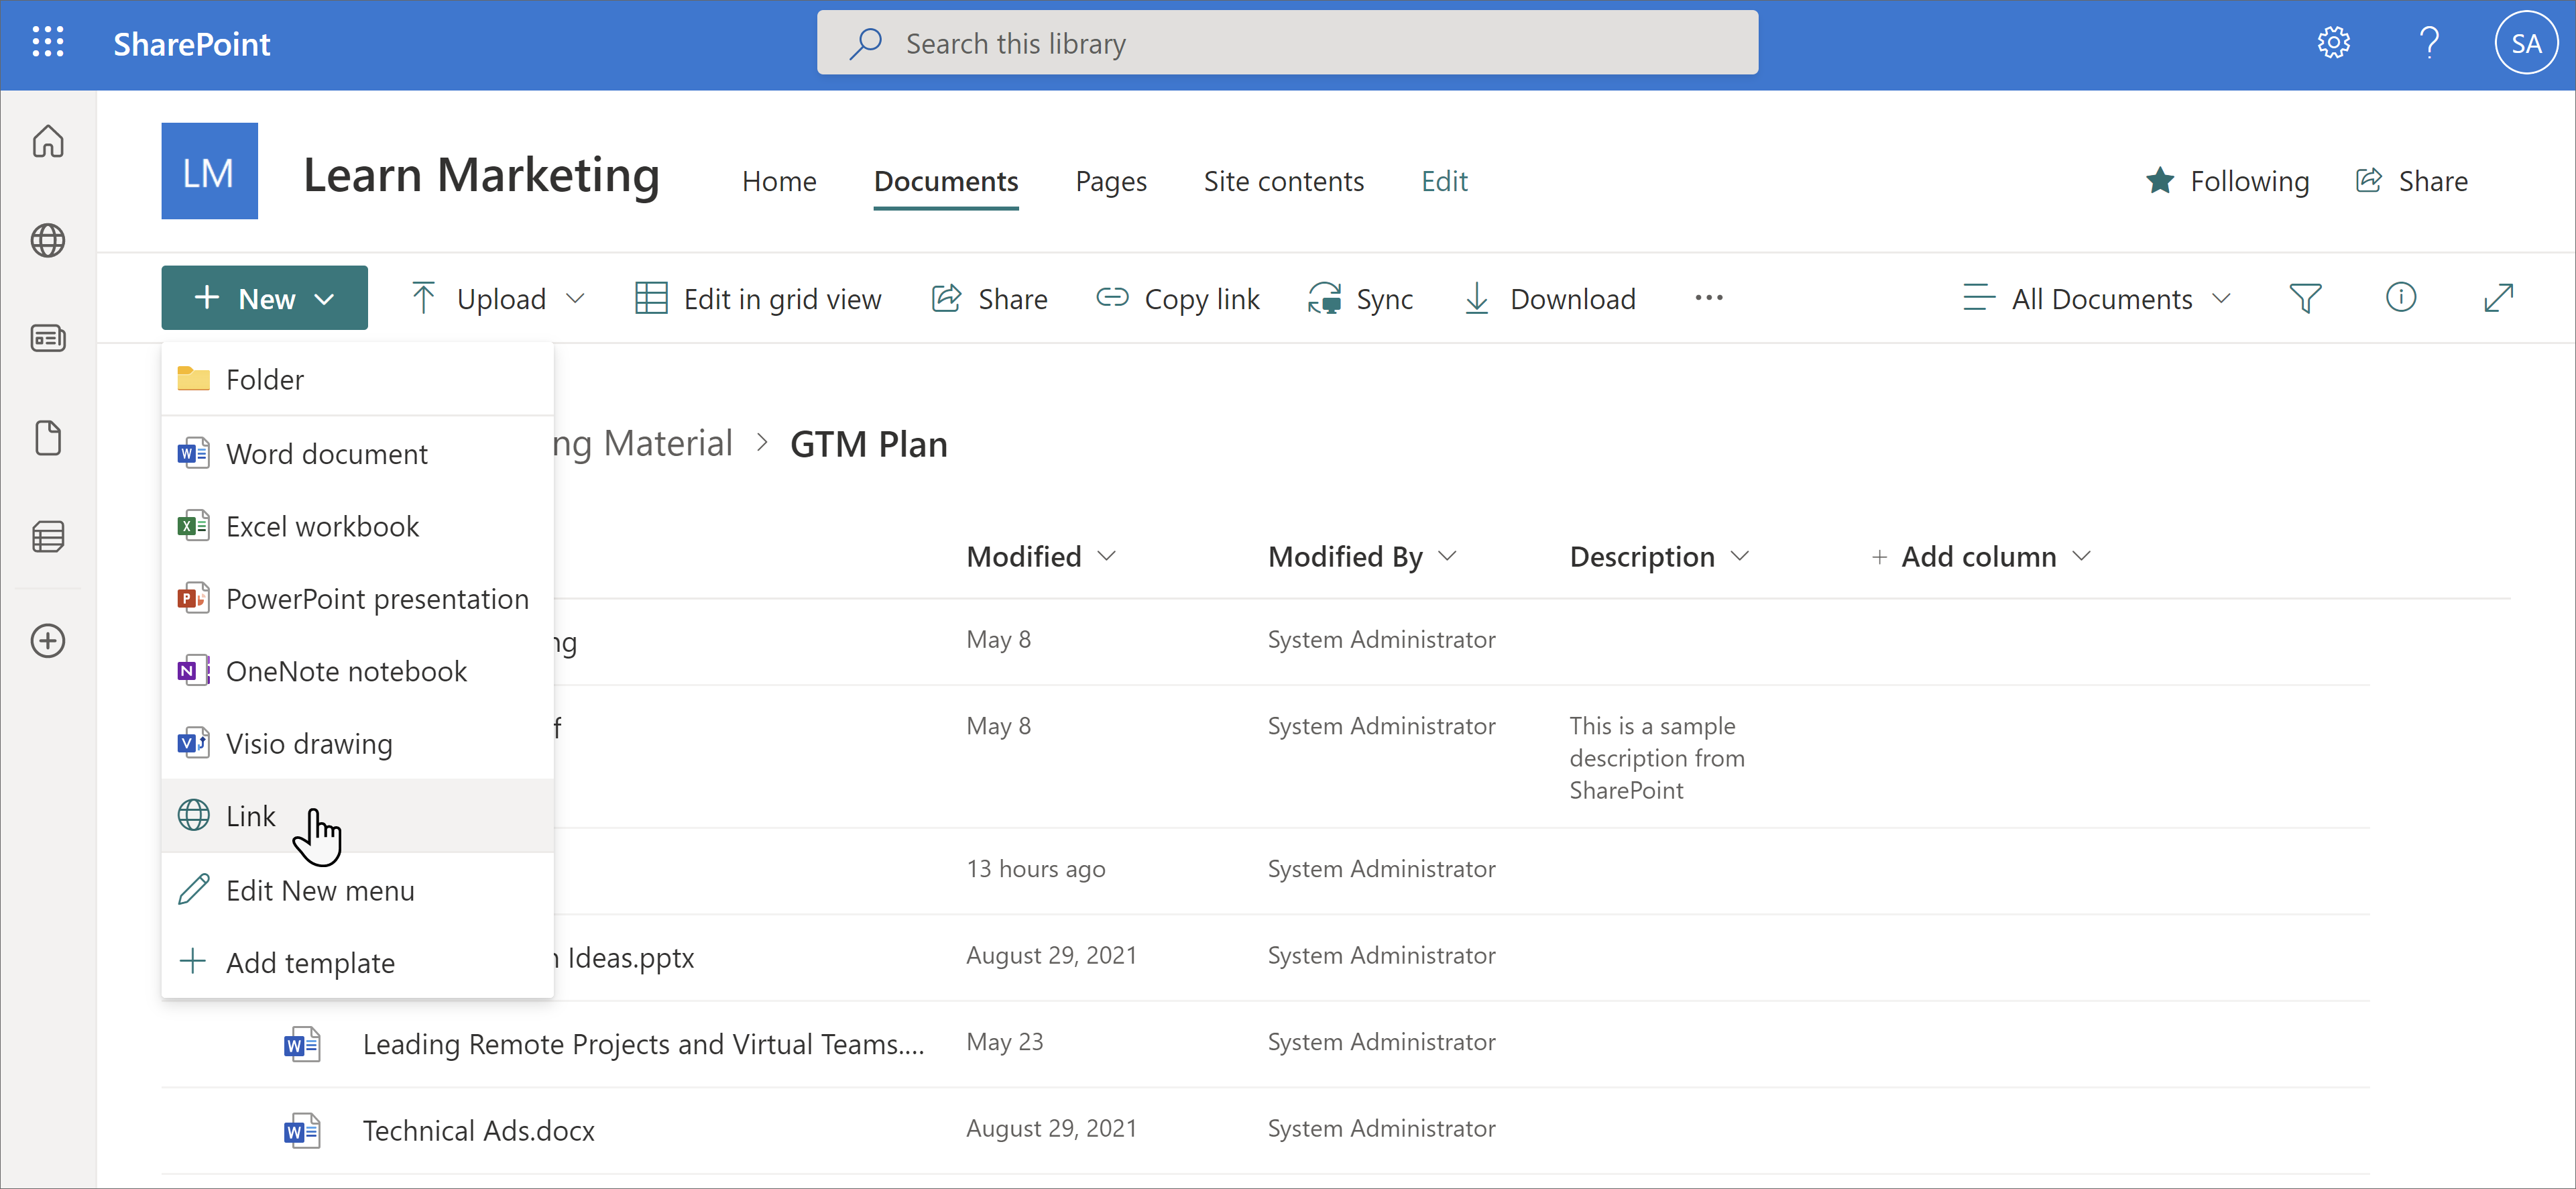 SharePoint
Search this library
SA
LM
Learn Marketing
Home
Documents
Pages
Site contents
Edit
Following
Share
New
Upload
Edit in grid view
Share
Copy link
Sync
Download
All Documents
Folder
Word document
Excel workbook
PowerPoint presentation
OneNote notebook
Visio drawing
Link
Edit New menu
Add template
ng Material > GTM Plan
Modified
Modified By
Description
+ Add column
ng
May 8
System Administrator
f
May 8
System Administrator
This is a sample
description from
SharePoint
13 hours ago
System Administrator
n Ideas.pptx
August 29, 2021
System Administrator
Leading Remote Projects and Virtual Teams....
May 23
System Administrator
Technical Ads.docx
August 29, 2021
System Administrator